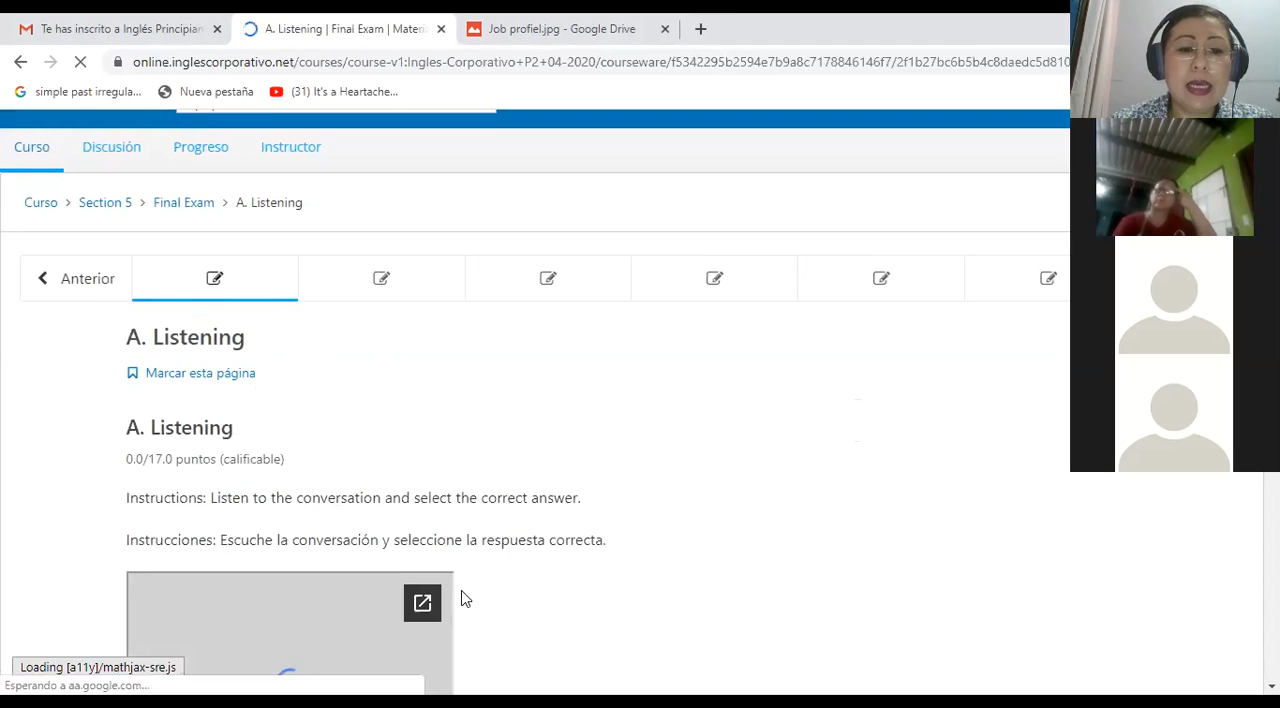 Te has inscrito a Inglés Principian
A. Listening | Final Exam | Materi
Job profiel.jpg - Google Drive
online.inglescorporativo.net/courses/course-v1:Ingles-Corporativo+P2+04-2020/courseware/f5342295b2594e7b9a8c7178846146f7/2f1b27bc6b5b4c8daedc5d810
simple past irregula...
Nueva pestaña
(31) It's a Heartache...
Curso
Discusión
Progreso
Instructor
Curso > Section 5 > Final Exam > A. Listening
Anterior
A. Listening
Marcar esta página
A. Listening
0.0/17.0 puntos (calificable)
Instructions: Listen to the conversation and select the correct answer.
Instrucciones: Escuche la conversación y seleccione la respuesta correcta.
Loading [a11y]/mathjax-sre.js
Esperando a aa.google.com...